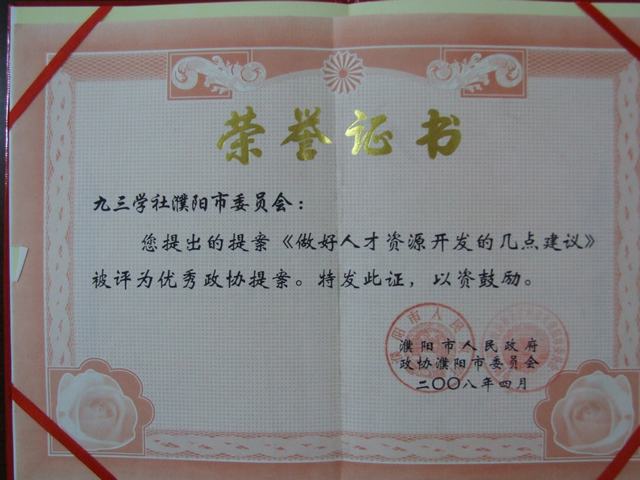 荣誉证书
九三学社濮阳市委员会：
您提出的提案《做好人才资源开发的几点建议》
被评为优秀政协提案。特发此证，以资鼓励。
濮阳市人民政府
政协濮阳市委员会
二〇〇八年四月